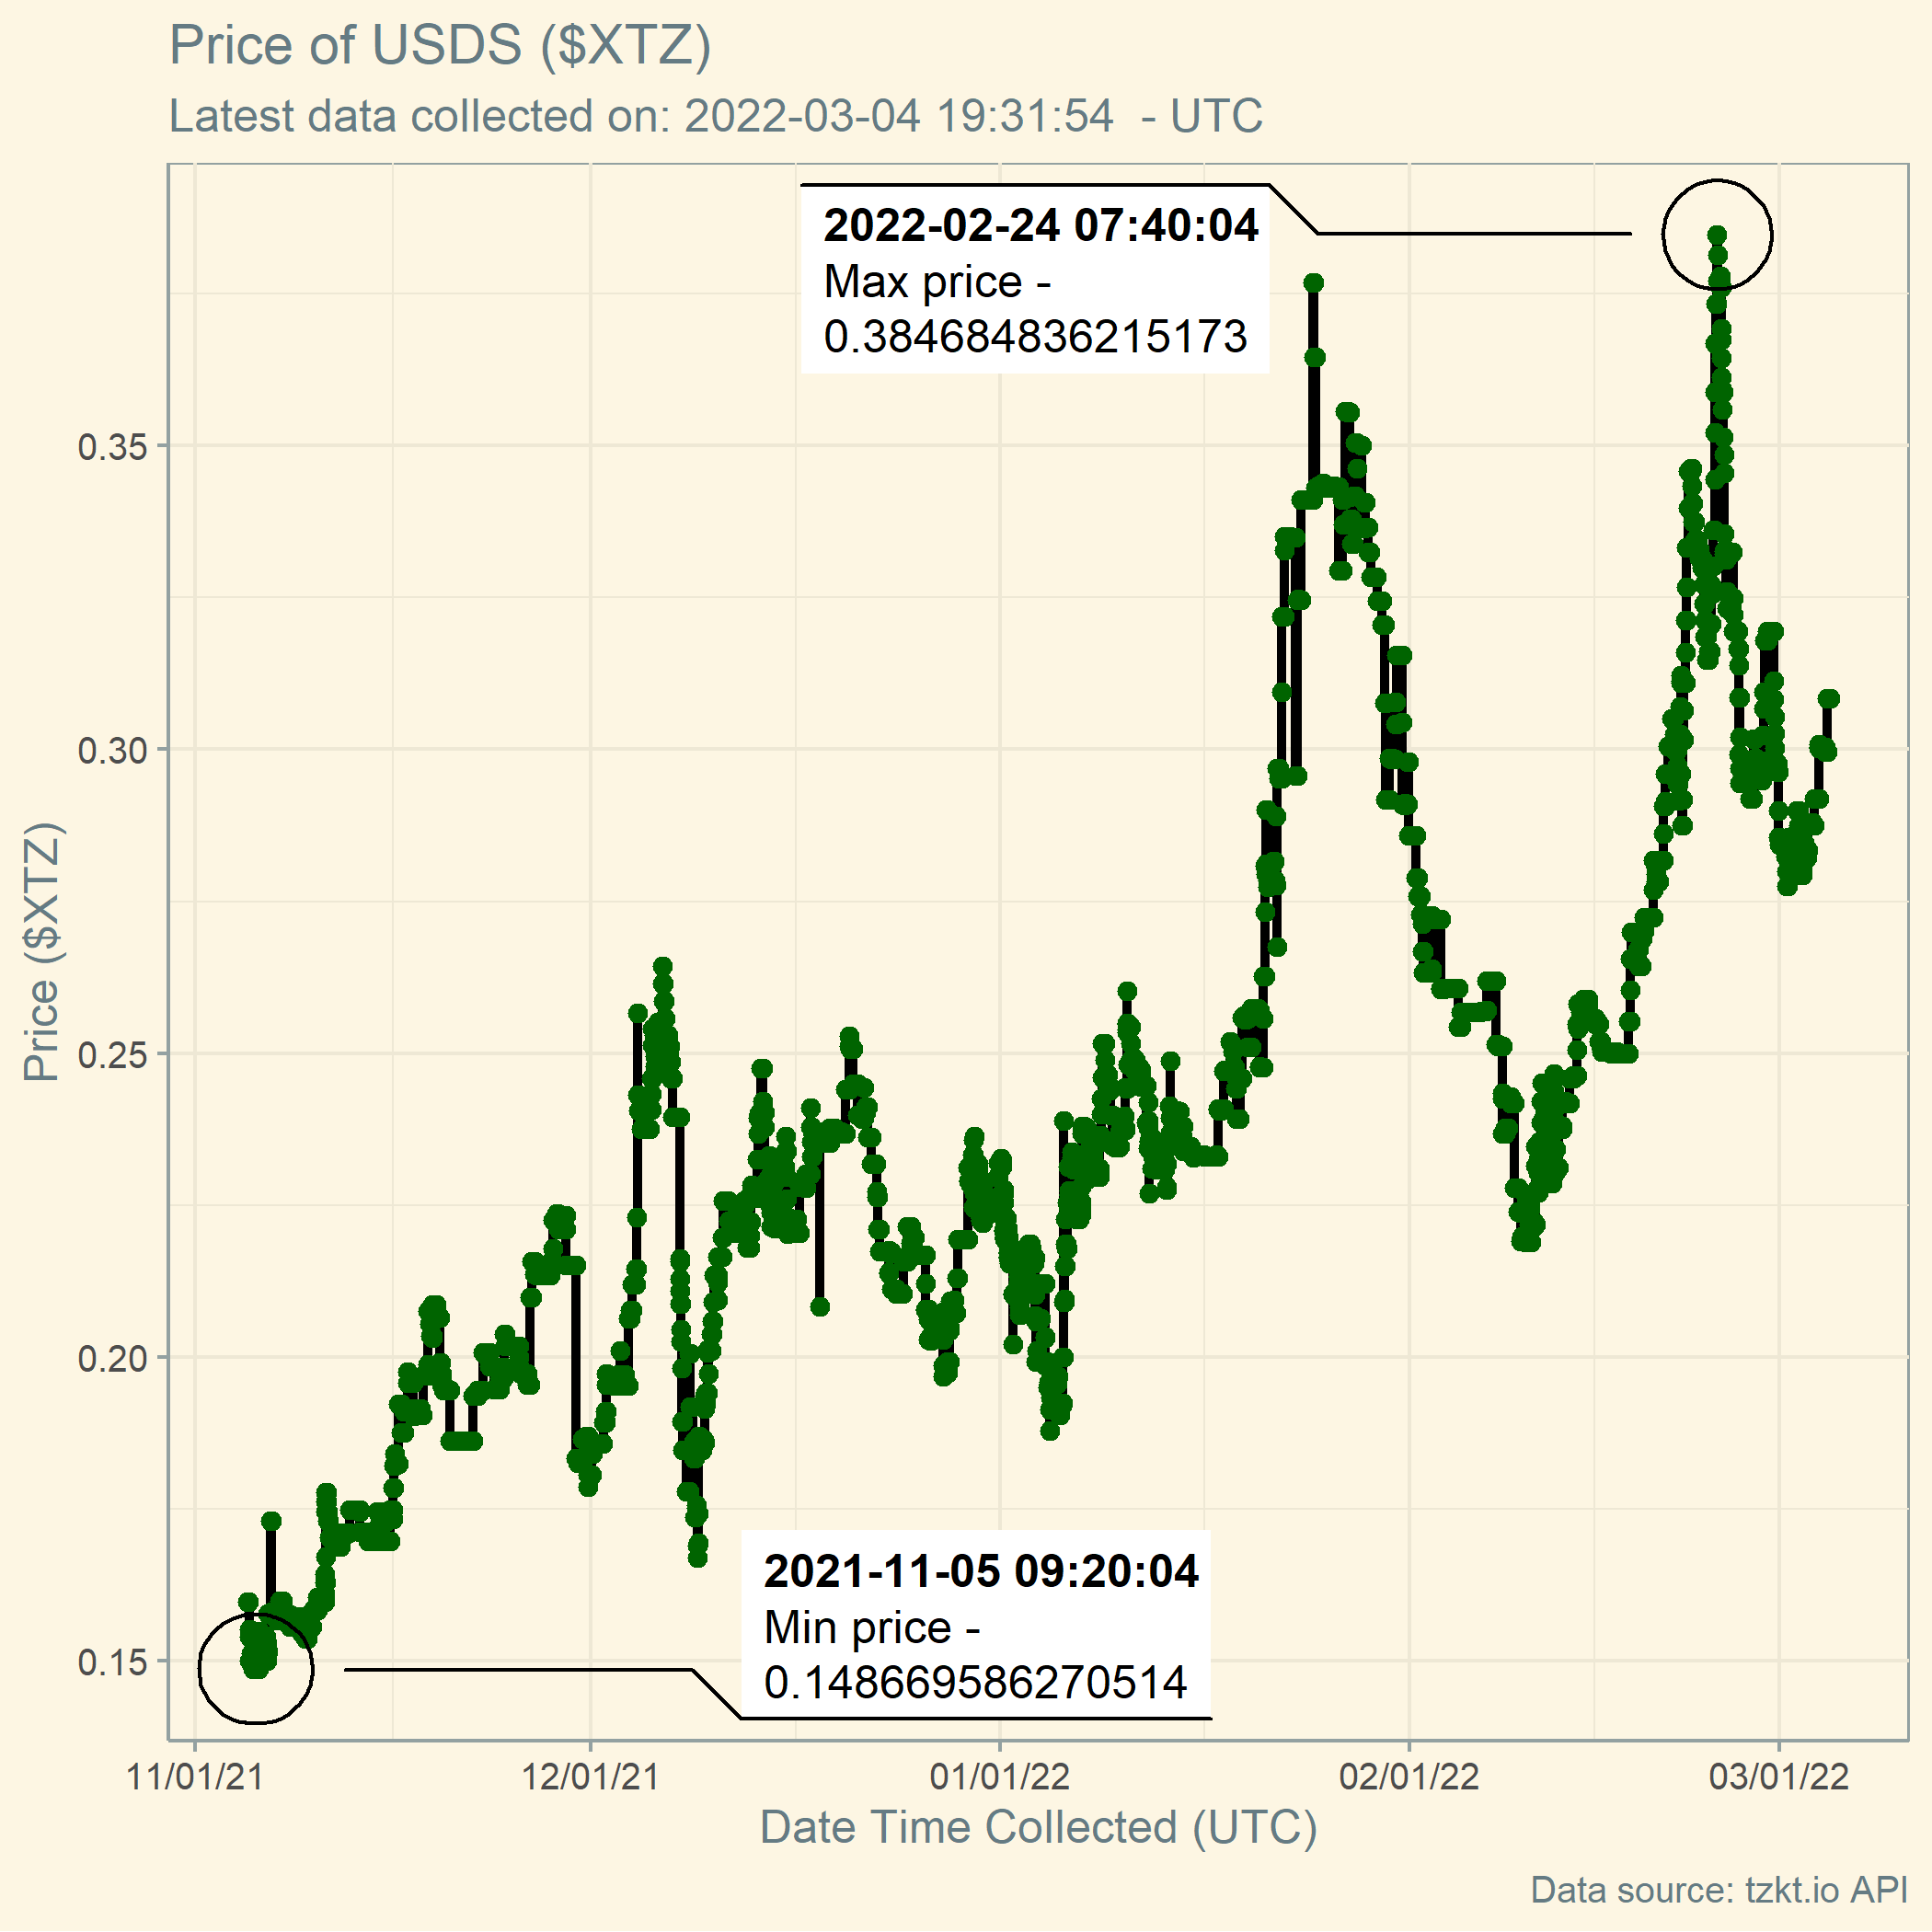 Price of USDS ($XTZ)
Latest data collected on: 2022-03-04 19:31:54  - UTC
2022-02-24 07:40:04
Max price -
0.384684836215173
0.35
0.30
Price ($XTZ)
0.25
0.20
2021-11-05 09:20:04
Min price -
0.148669586270514
0.15
11/01/21
12/01/21
01/01/22
02/01/22
03/01/22
Date Time Collected (UTC)
Data source: tzkt.io API